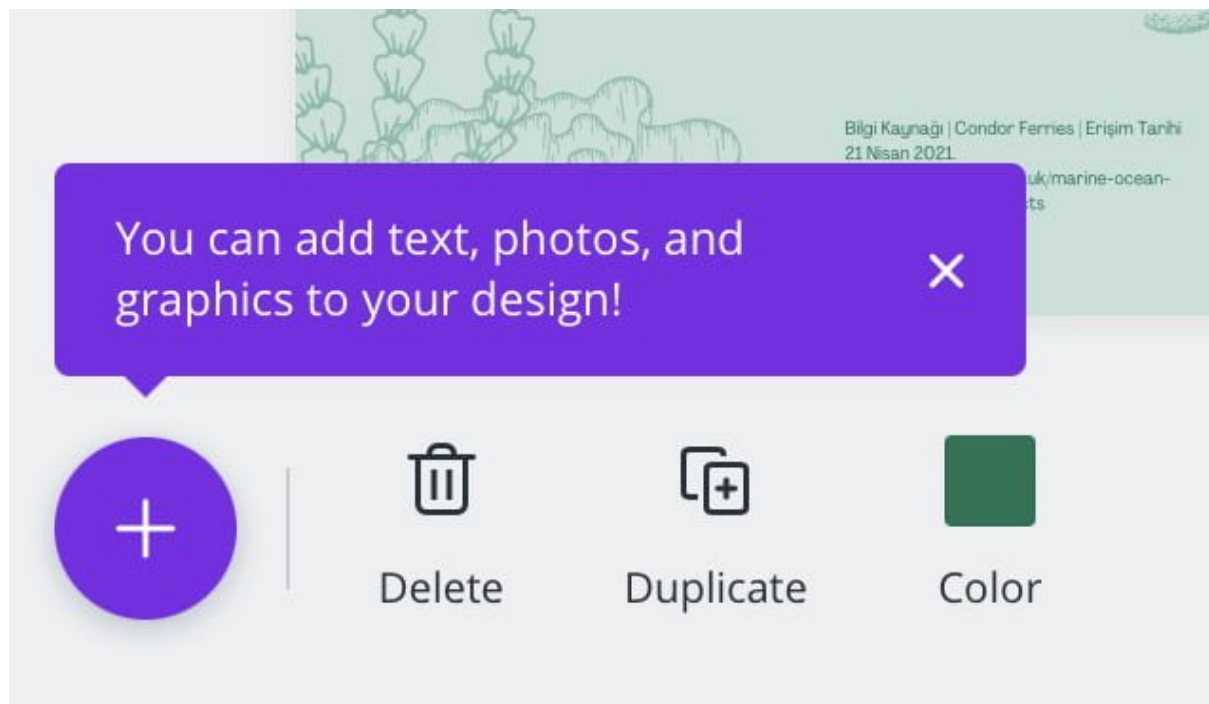 Bilgi Kaynağı | Condor Ferries | Erişim Tarihi
21 Nisan 2021.
uk/marine-ocean-
You can add text, photos, and
graphics to your design!
Delete
Duplicate
Color